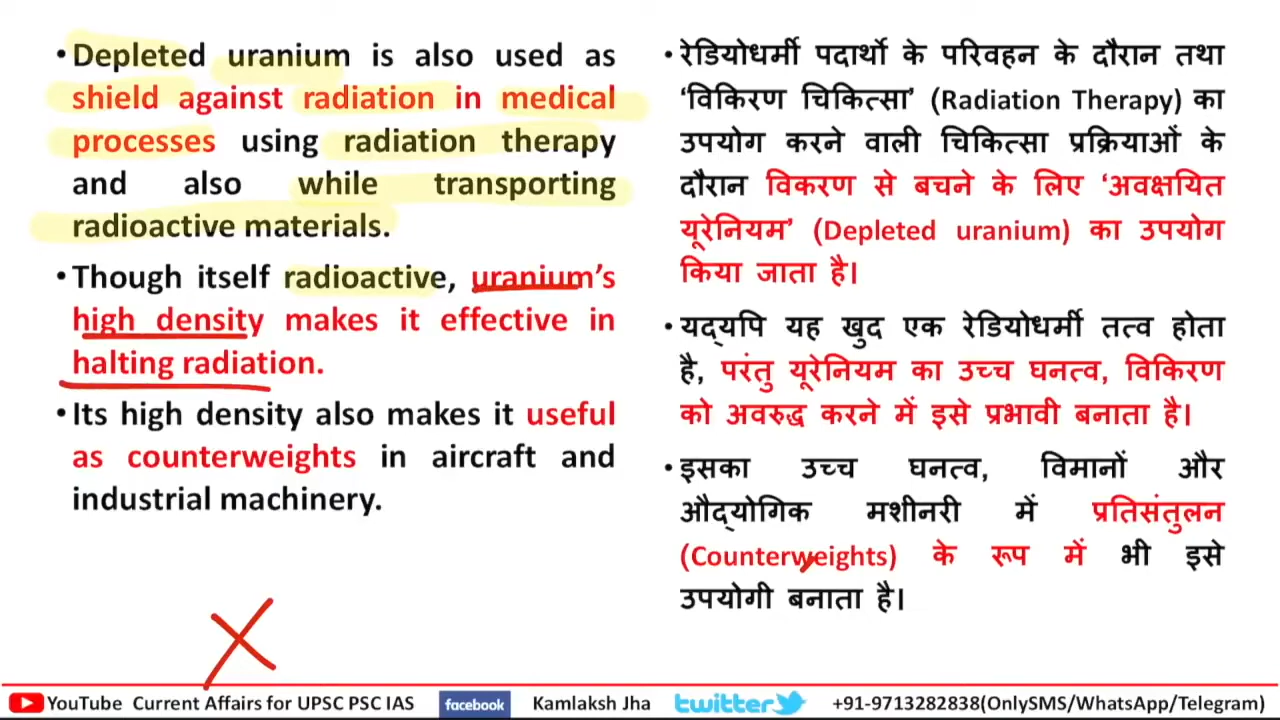 •Depleted uranium is also used as
shield against radiation in medical
processes using radiation therapy
and also while transporting
radioactive materials.
•Though itself radioactive, uranium's
high density makes it effective in
halting radiation.
•Its high density also makes it useful
as counterweights in aircraft and
industrial machinery.
•रेडियोधर्मी पदार्थो के परिवहन के दौरान तथा
‘विकिरण चिकित्सा’ (Radiation Therapy) का
उपयोग करने वाली चिकित्सा प्रक्रियाओं के
दौरान विकरण से बचने के लिए ‘अवक्षयित
यूरेनियम’ (Depleted uranium) का उपयोग
किया जाता है।
•यद्यपि यह खुद एक रेडियोधर्मी तत्व होता
है, परंतु यूरेनियम का उच्च घनत्व, विकिरण
को अवरुद्ध करने में इसे प्रभावी बनाता है।
•इसका उच्च घनत्व, विमानों और
औद्योगिक मशीनरी में प्रतिसंतुलन
(Counterweights) के रूप में भी इसे
उपयोगी बनाता है।
YouTube Current Affairs for UPSC PSC IAS facebook Kamlaksh Jha twitter +91-9713282838(OnlySMS/WhatsApp/Telegram)